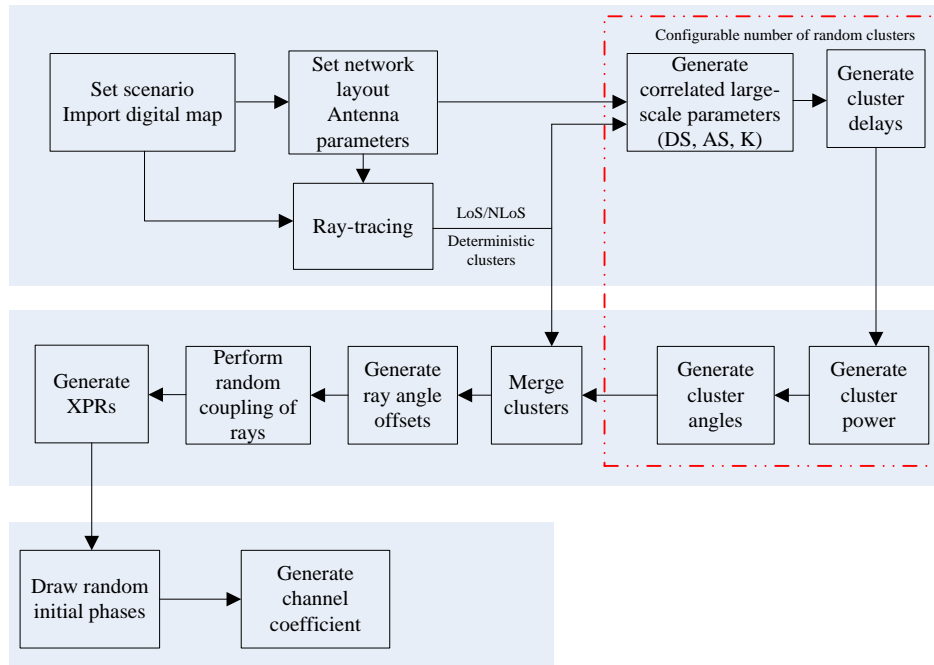 Configurable number of random clusters
Set scenario
Import digital map
Set network
layout
Antenna
parameters
Generate
correlated large-
scale parameters
(DS, AS, K)
Generate
cluster
delays
Ray-tracing
LoS/NLoS
Deterministic
clusters
Generate
XPRs
Perform
random
coupling of
rays
Generate
ray angle
offsets
Merge
clusters
Generate
cluster
angles
Generate
cluster
power
Draw random
initial phases
Generate
channel
coefficient